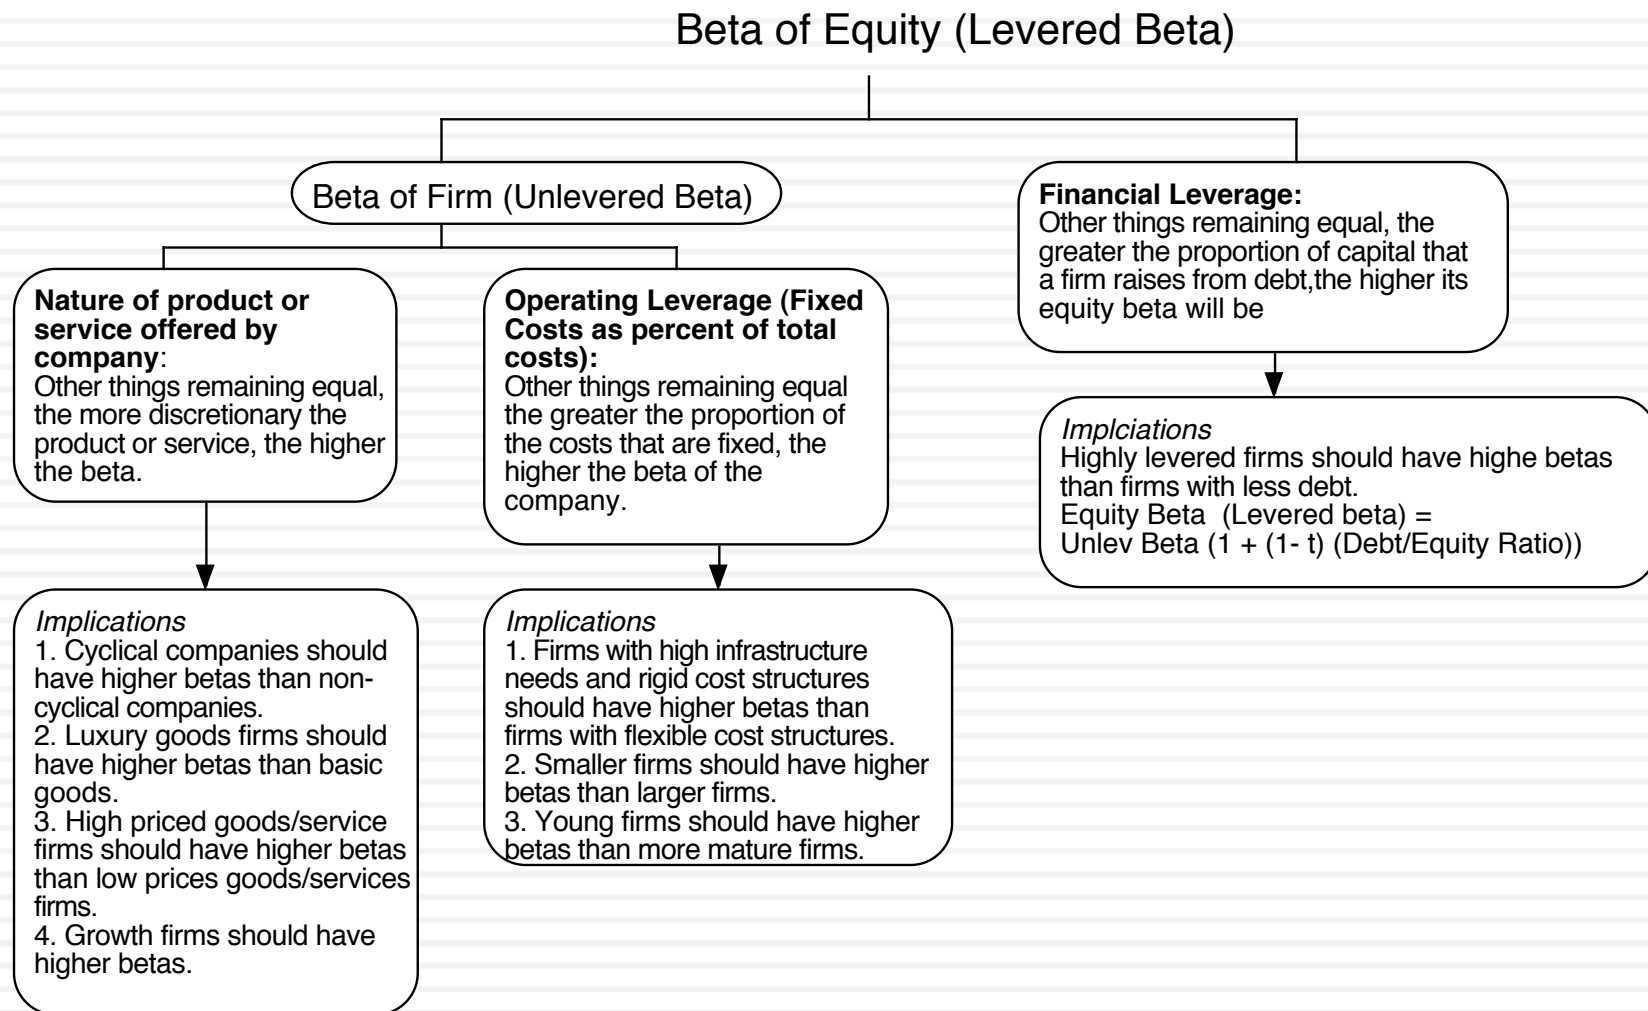 Beta of Equity (Levered Beta)
Beta of Firm (Unlevered Beta)
Nature of product or
service offered by
company:
Other things remaining equal,
the more discretionary the
product or service, the higher
the beta.
Operating Leverage (Fixed
Costs as percent of total
costs):
Other things remaining equal
the greater the proportion of
the costs that are fixed, the
higher the beta of the
company.
Financial Leverage:
Other things remaining equal, the
greater the proportion of capital that
a firm raises from debt,the higher its
equity beta will be
Implciations
Highly levered firms should have highe betas
than firms with less debt.
Equity Beta  (Levered beta) =
Unlev Beta (1 + (1- t) (Debt/Equity Ratio))
Implications
1. Cyclical companies should
have higher betas than non-
cyclical companies.
2. Luxury goods firms should
have higher betas than basic
goods.
3. High priced goods/service
firms should have higher betas
than low prices goods/services
firms.
4. Growth firms should have
higher betas.
Implications
1. Firms with high infrastructure
needs and rigid cost structures
should have higher betas than
firms with flexible cost structures.
2. Smaller firms should have higher
betas than larger firms.
3. Young firms should have higher
betas than more mature firms.